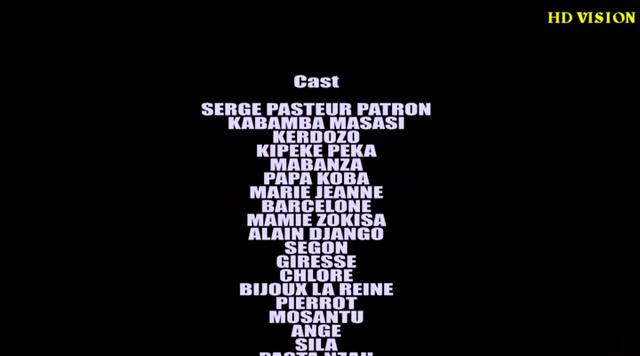 HD VISION
Cast
SERGE PASTEUR PATRON
KABAMBA MASASI
KERDOZO
KIPEKE PEKA
MABANZA
PAPA KOBA
MARIE JEANNE
BARCELONE
MAMIE ZOKISA
ALAIN DJANGO
SEGON
GIRESSE
CHLORE
BIJOUX LA REINE
PIERROT
MOSANTU
ANGE
SILA